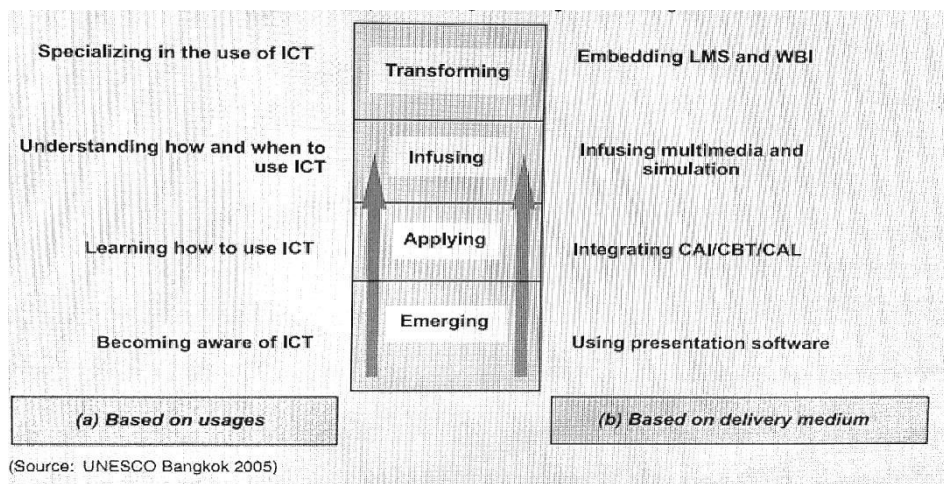 Specializing in the use of ICT
Transforming
Embedding LMS and WBI
Understanding how and when to
use ICT
Infusing
Infusing multimedia and
simulation
Learning how to use ICT
Applying
Integrating CAI/CBT/CAL
Becoming aware of ICT
Emerging
Using presentation software
(a) Based on usages
(b) Based on delivery medium
(Source: UNESCO Bangkok 2005)